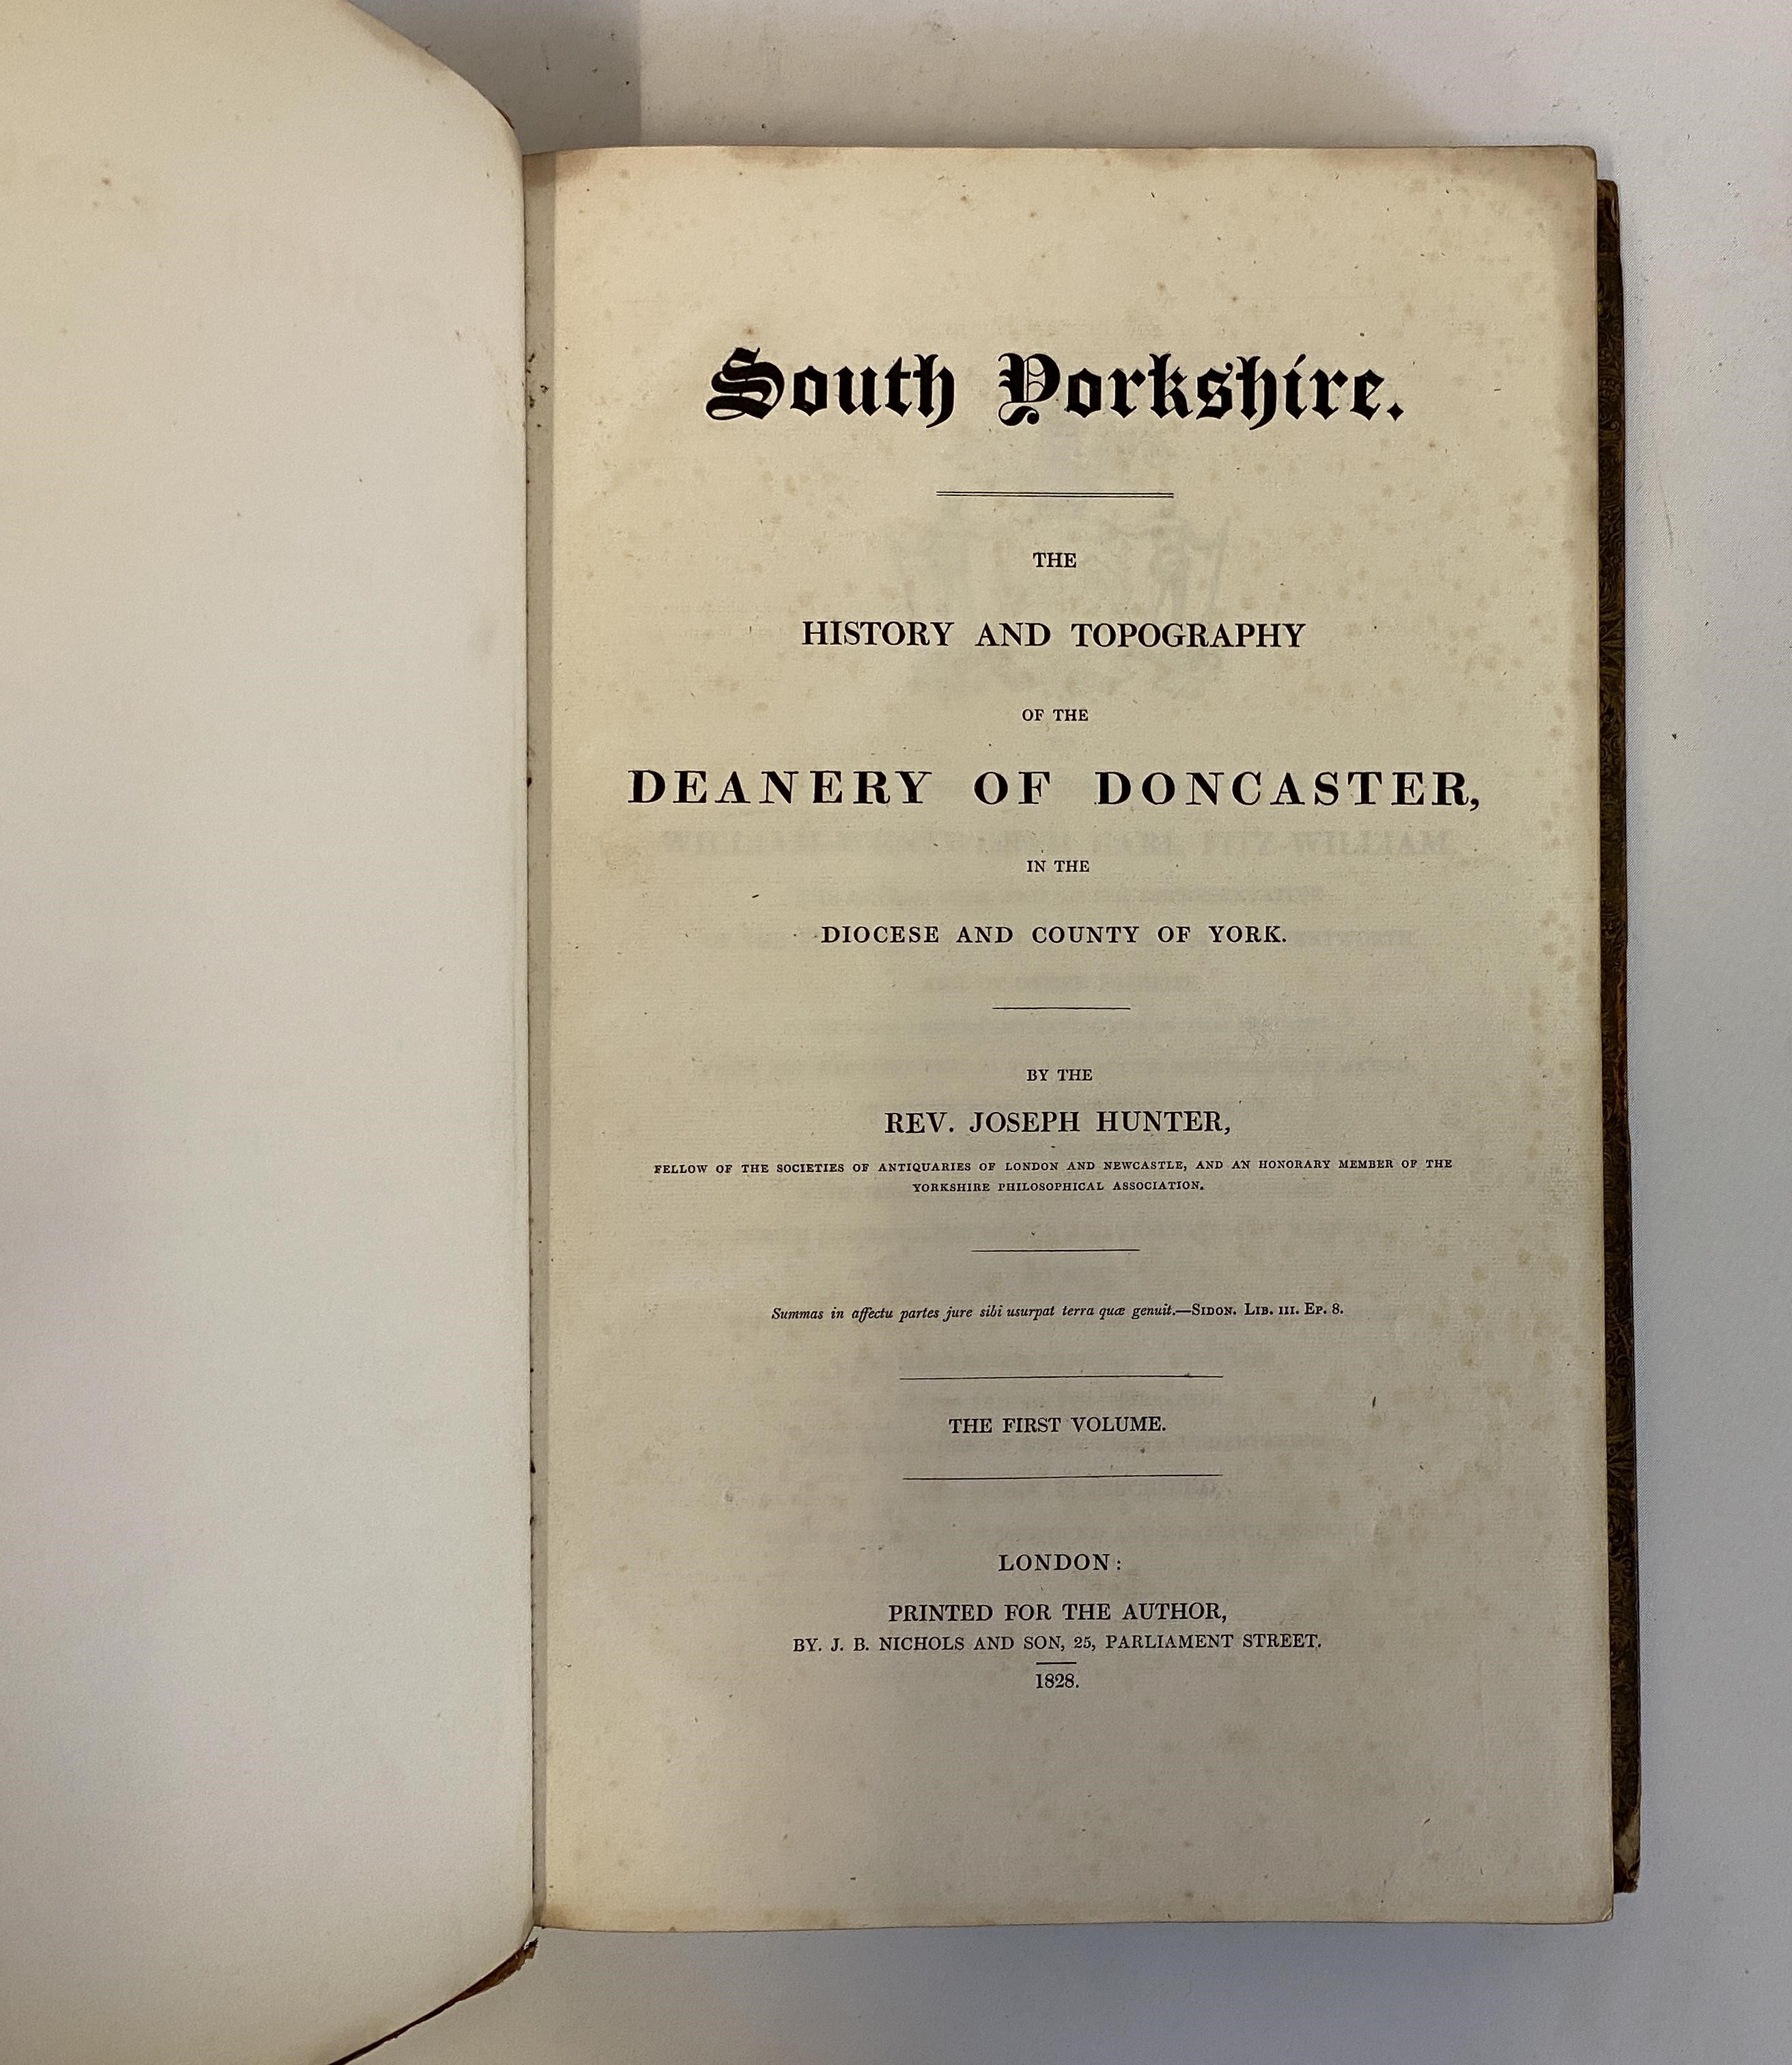 South Yorkshire.
THE
HISTORY AND TOPOGRAPHY
OF THE
DEANERY OF DONCASTER,
IN THE
DIOCESE AND COUNTY OF YORK.
BY THE
REV. JOSEPH HUNTER,
FELLOW OF THE SOCIETIES OF ANTIQUARIES OF LONDON AND NEWCASTLE, AND AN HONORARY MEMBER OF THE
YORKSHIRE PHILOSOPHICAL ASSOCIATION.
Summas in affectu partes jure sibi usurpat terra quæ genuit.—SIDON. LIB. III. EP. 8.
THE FIRST VOLUME.
LONDON:
PRINTED FOR THE AUTHOR,
BY. J. B. NICHOLS AND SON, 25, PARLIAMENT STREET.
1828.